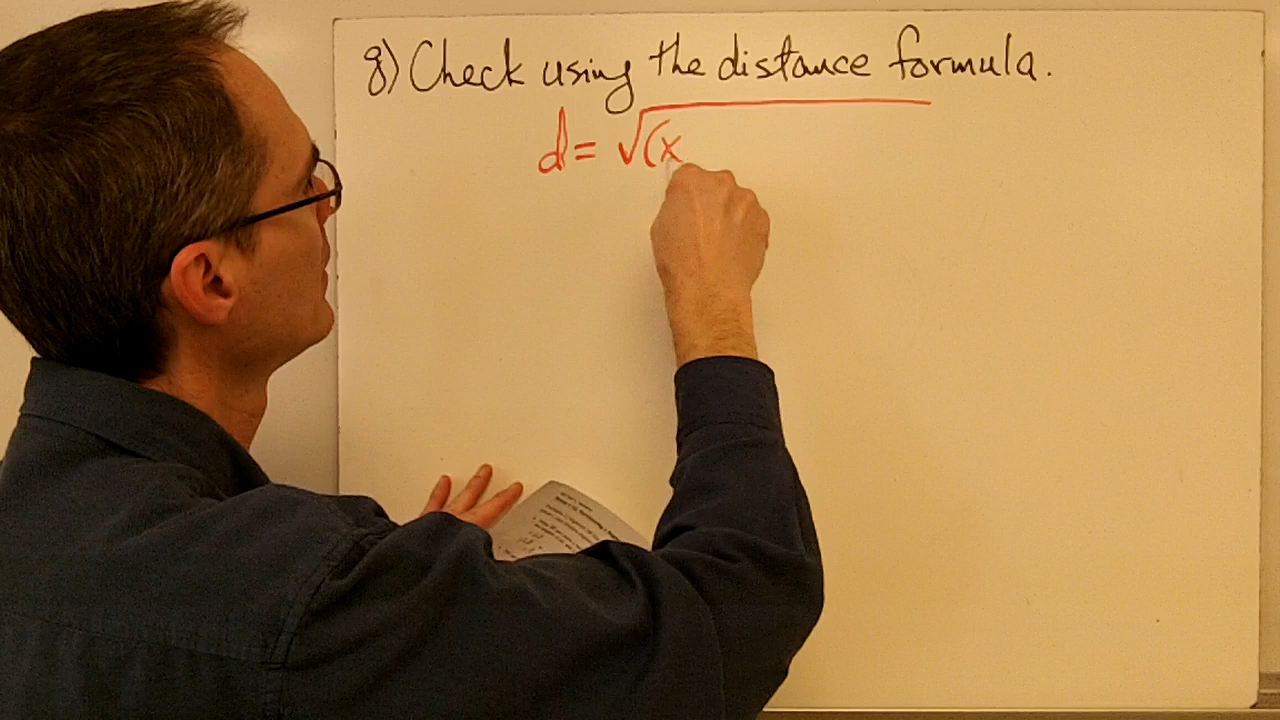 8) Check using the distance formula.
d = √(x